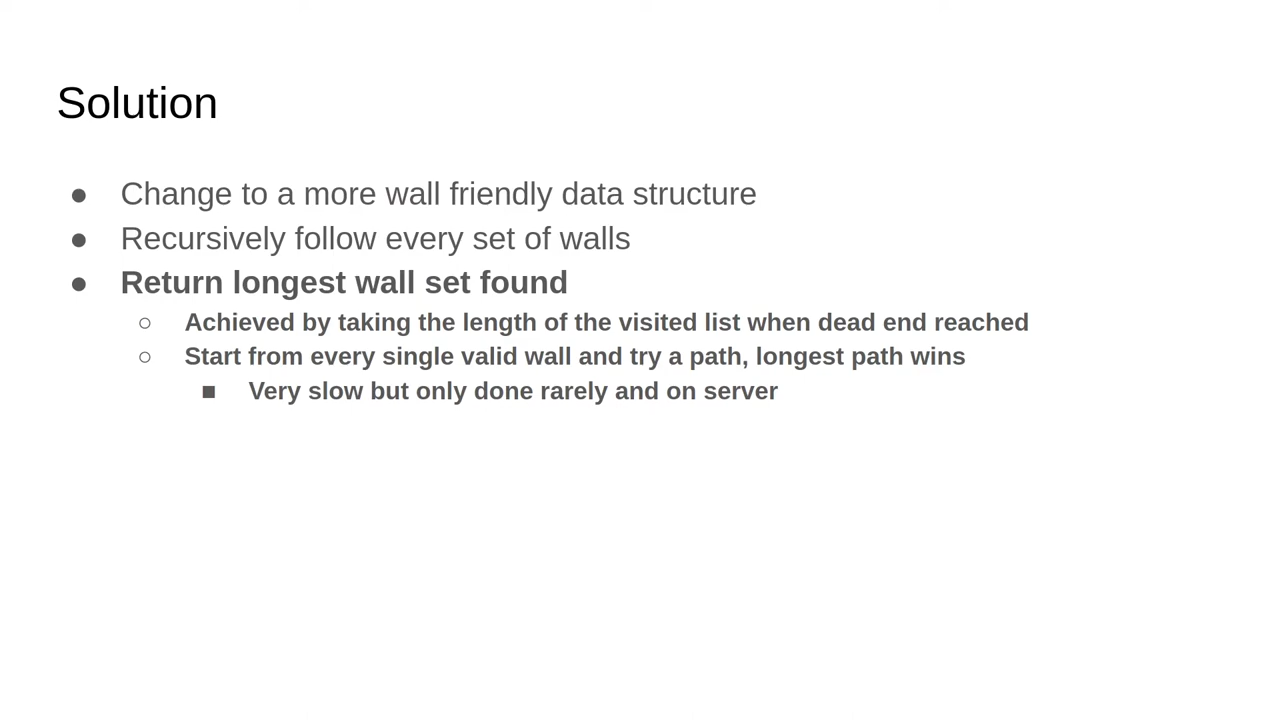 Solution
● Change to a more wall friendly data structure
● Recursively follow every set of walls
● Return longest wall set found
○ Achieved by taking the length of the visited list when dead end reached
○ Start from every single valid wall and try a path, longest path wins
■ Very slow but only done rarely and on server